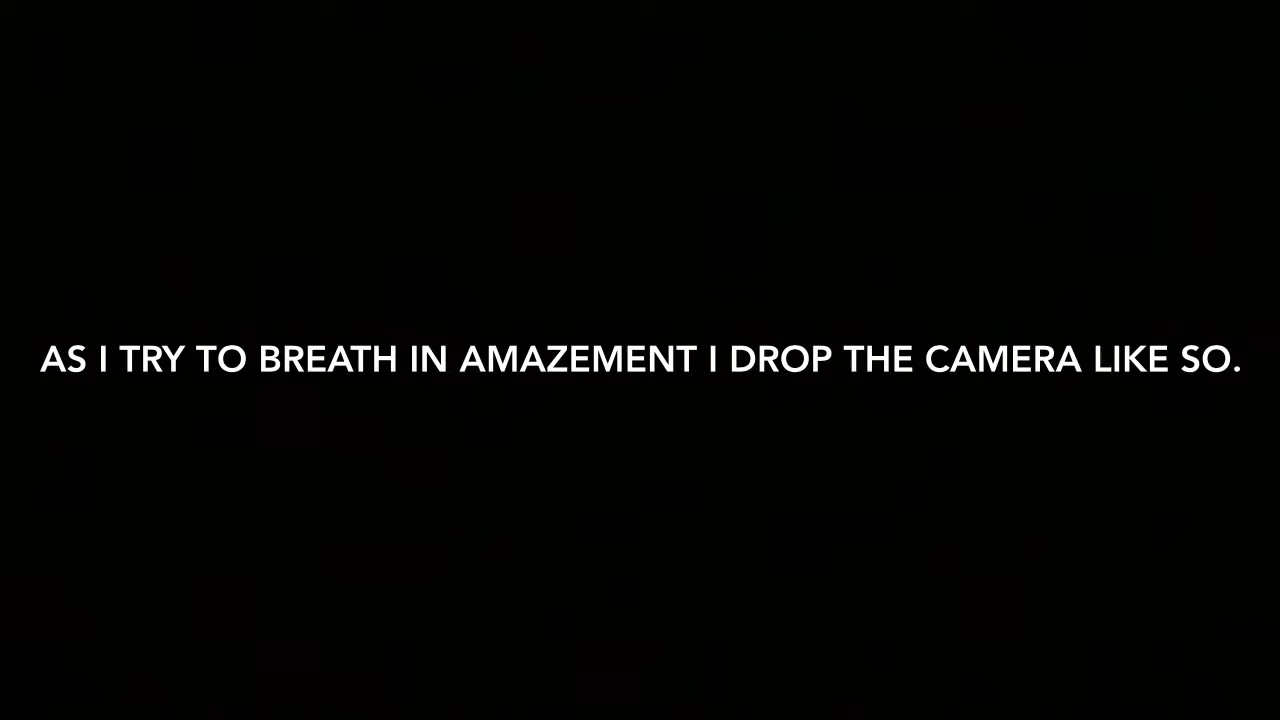 AS I TRY TO BREATH IN AMAZEMENT I DROP THE CAMERA LIKE SO.